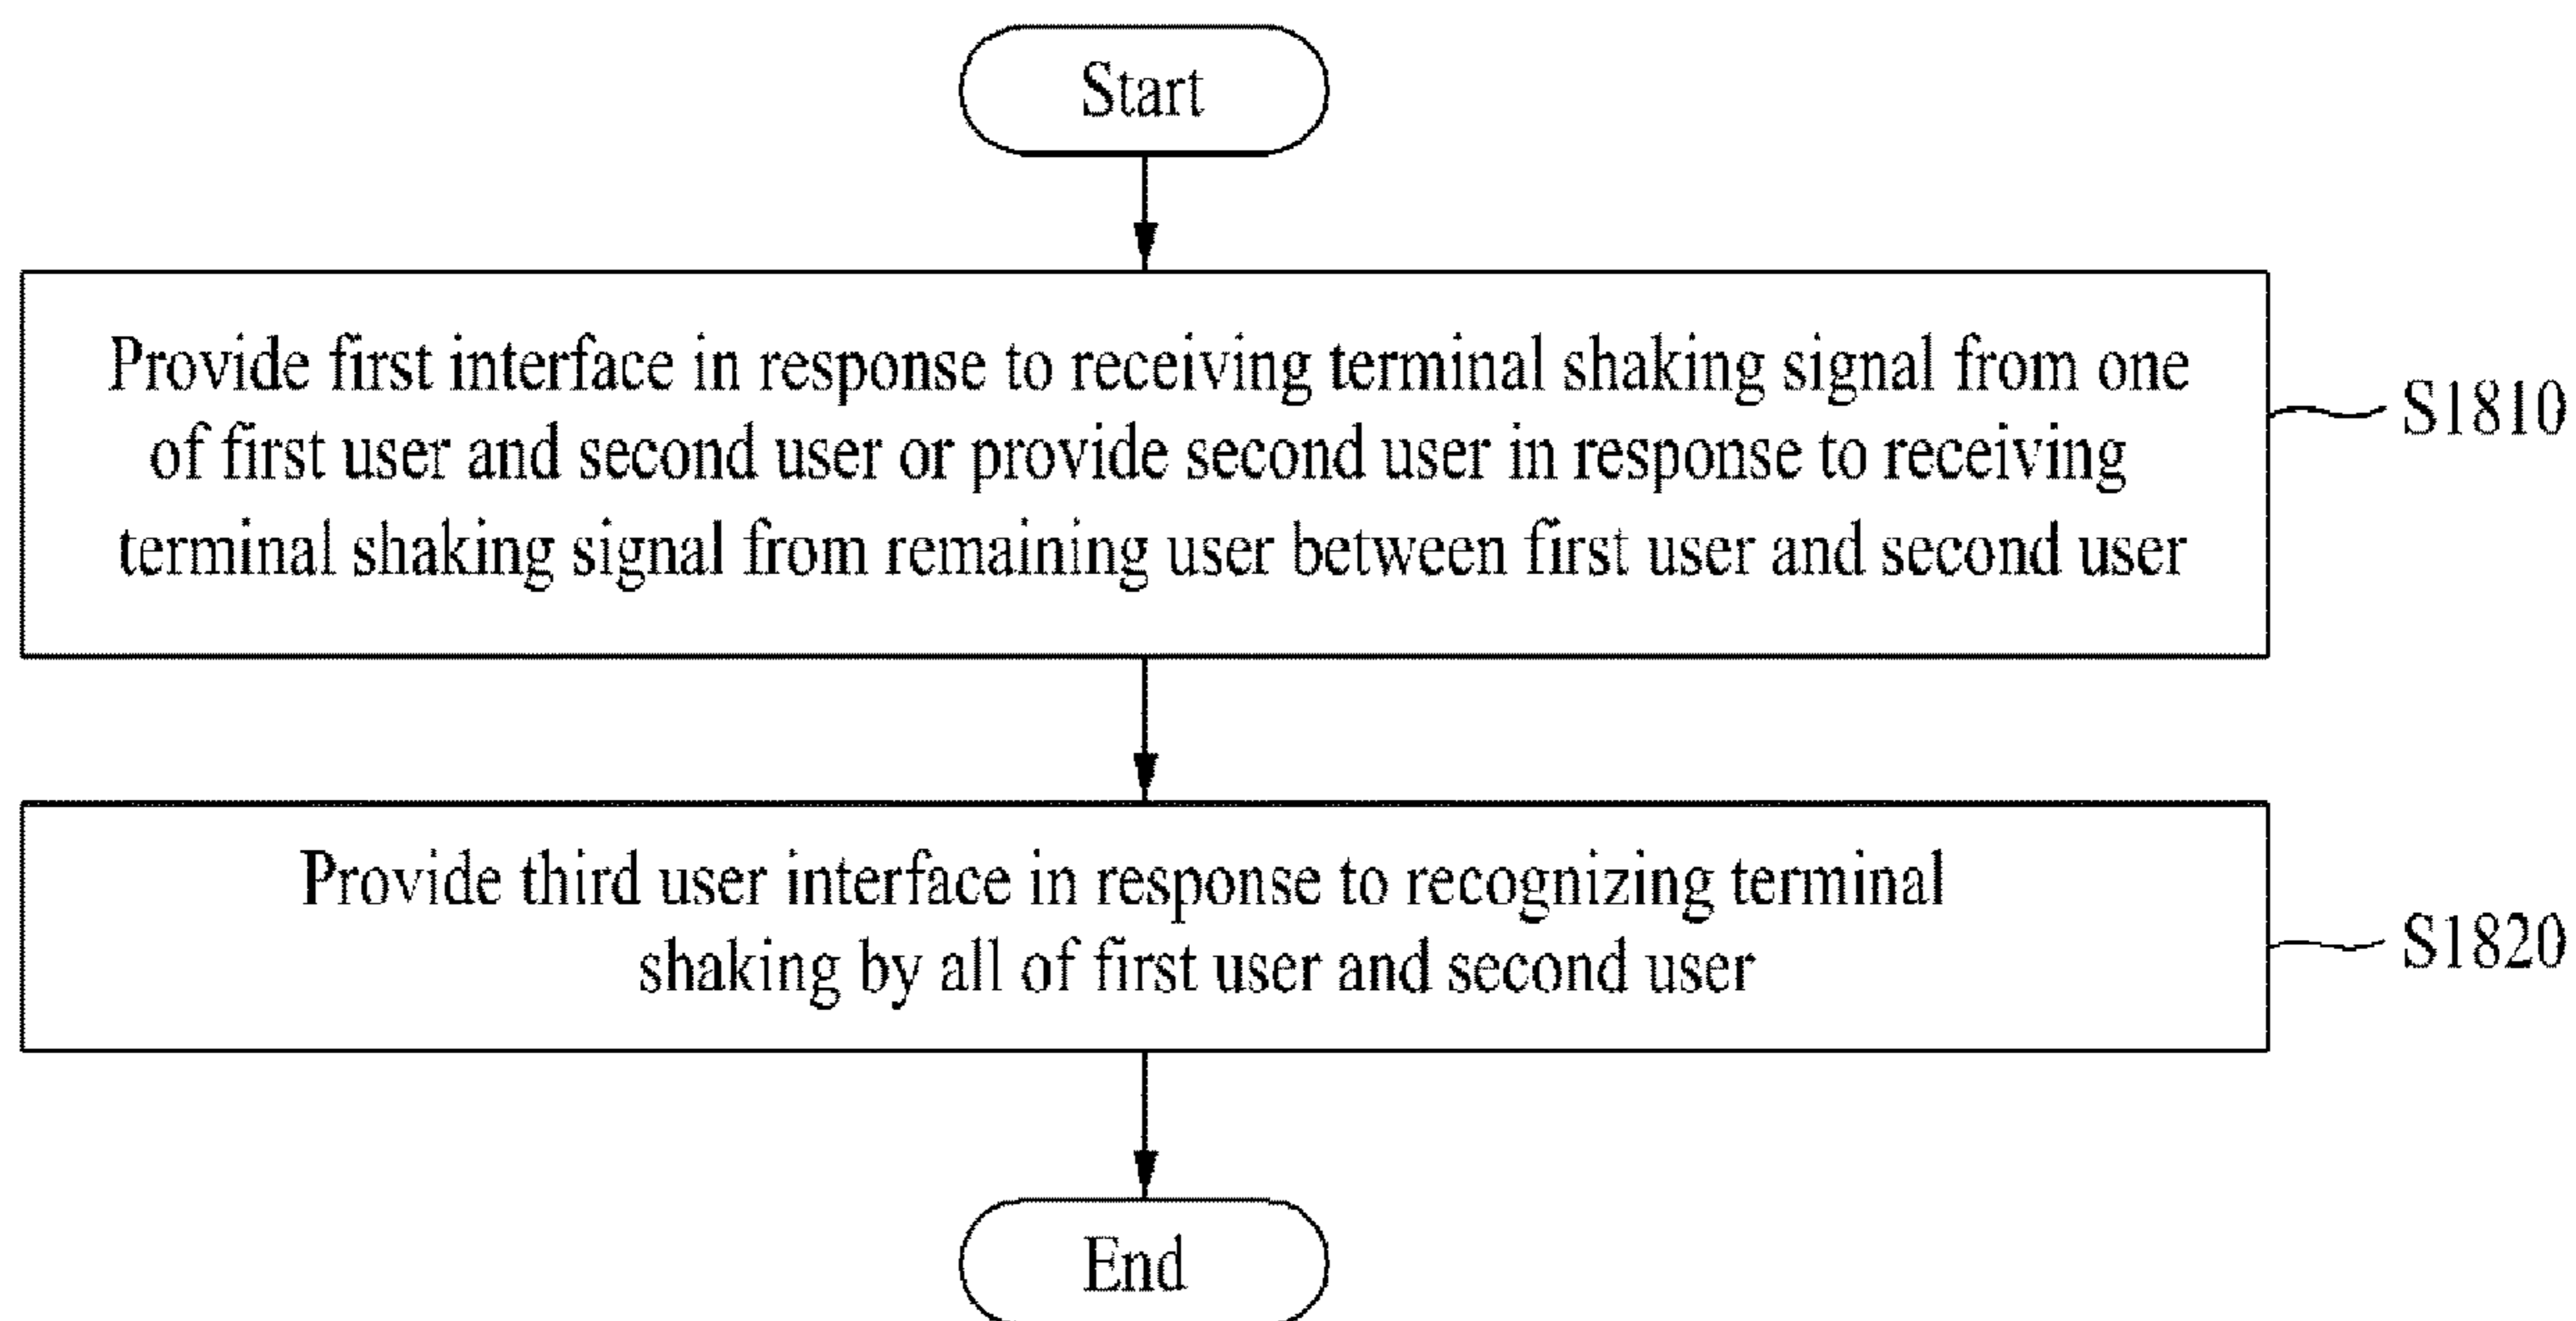 Start
Provide first interface in response to receiving terminal shaking signal from one
of first user and second user or provide second user in response to receiving
terminal shaking signal from remaining user between first user and second user
S1810
Provide third user interface in response to recognizing terminal
shaking by all of first user and second user
S1820
End